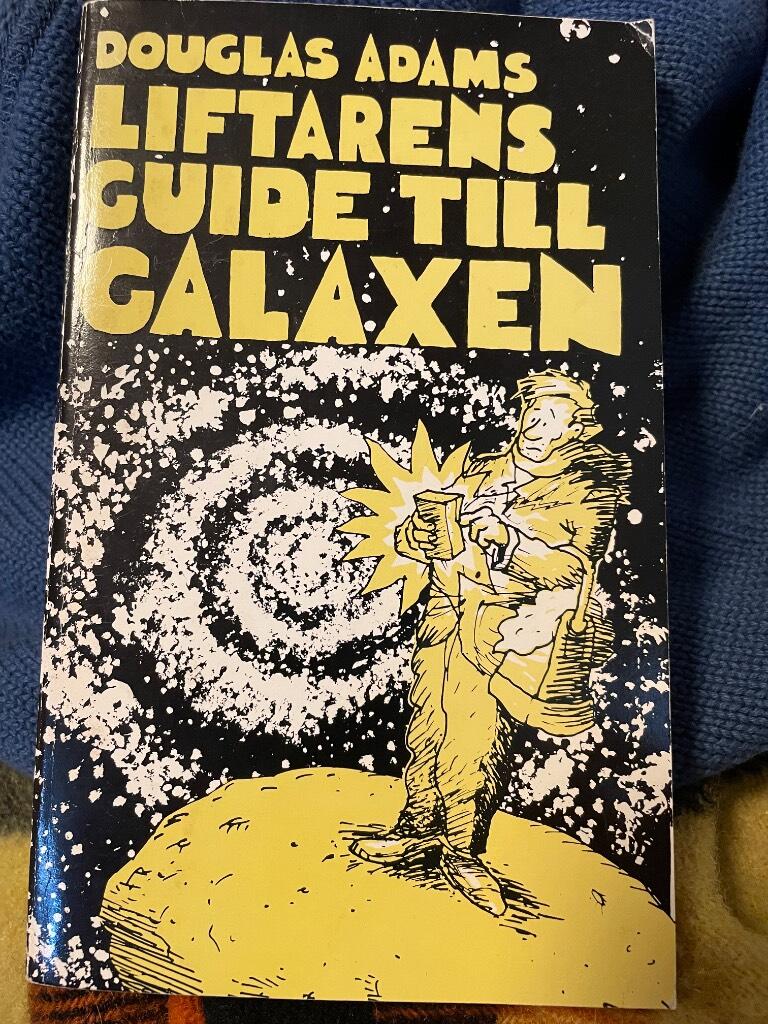 DOUGLAS ADAMS
LIFTARENS
GUIDE TILL
GALAXEN